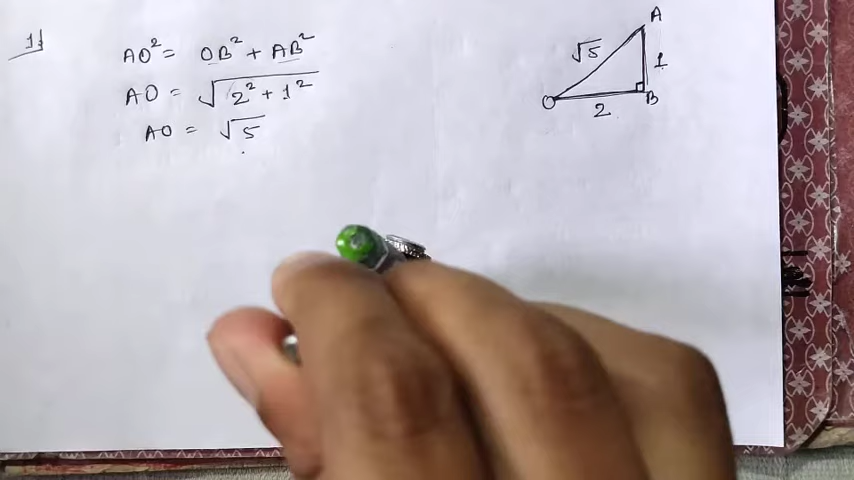 1)
AO² = OB² + AB²
AO = √2² + 1²
AO = √5
A
√5
1
O
B
2